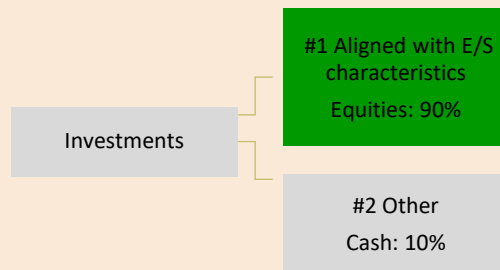 Investments
#1 Aligned with E/S
characteristics
Equities: 90%
#2 Other
Cash: 10%